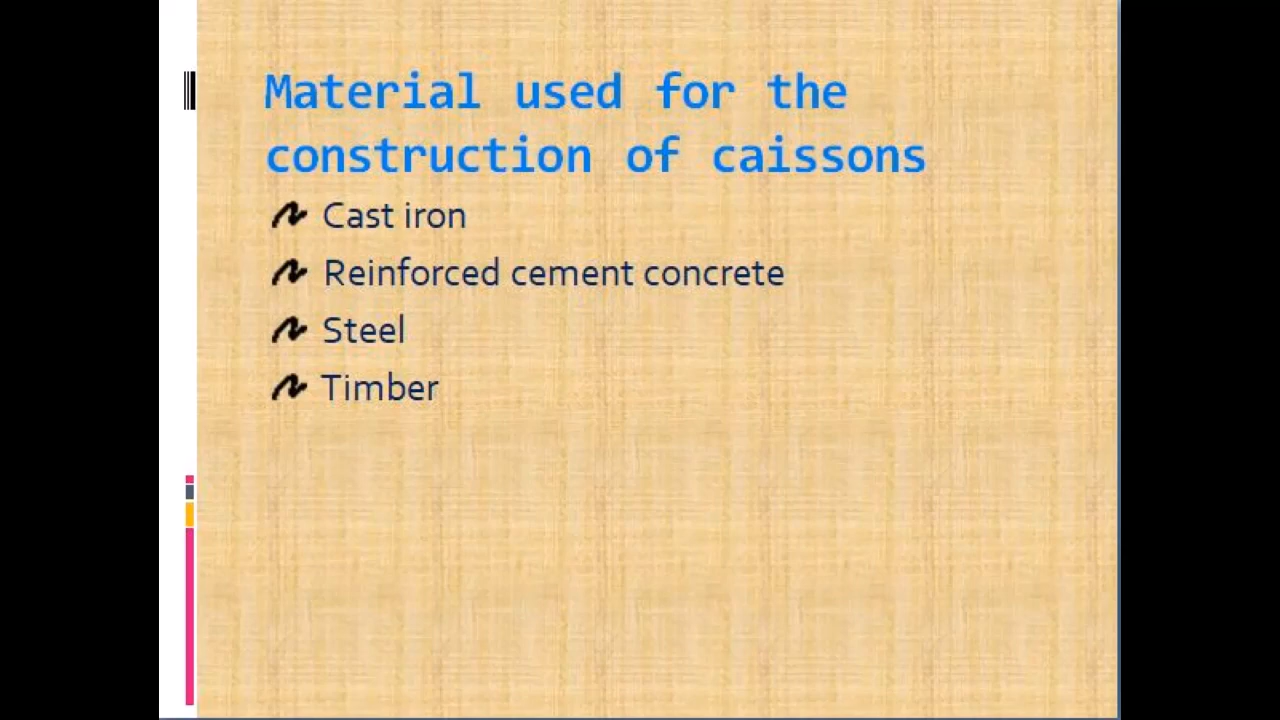 Material used for the
construction of caissons
Cast iron
Reinforced cement concrete
Steel
Timber